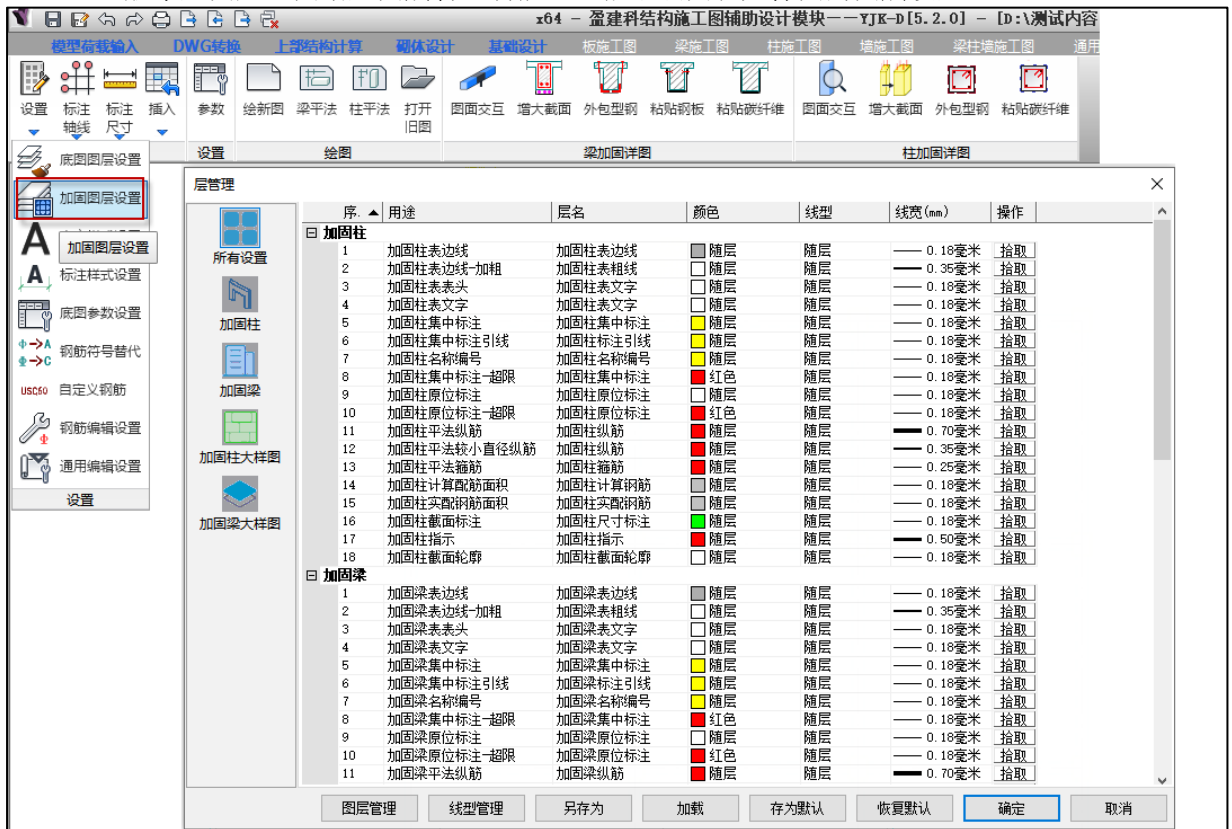 x64 - 盈建科结构施工图辅助设计模块——YJK-D[5.2.0] - [D:\测试内容
模型荷载输入 DWG转换 上部结构计算 砌体设计 基础设计 板施工图 梁施工图 柱施工图 墙施工图 梁柱墙施工图 通用
设置 标注轴线 标注尺寸 插入 参数 绘新图 梁平法 柱平法 打开旧图 图面交互 增大截面 外包型钢 粘贴钢板 粘贴碳纤维 图面交互 增大截面 外包型钢 粘贴碳纤维
设置 绘图 梁加固详图 柱加固详图
底图图层设置
加固图层设置
加固图层设置
标注样式设置
底图参数设置
钢筋符号替代
自定义钢筋
钢筋编辑设置
通用编辑设置
设置
层管理
所有设置
加固柱
加固梁
加固柱大样图
加固梁大样图
序. 用途 层名 颜色 线型 线宽(mm) 操作
加固柱
1 加固柱表边线 加固柱表边线 随层 随层 0.18毫米 拾取
2 加固柱表边线-加粗 加固柱表粗线 随层 随层 0.35毫米 拾取
3 加固柱表表头 加固柱表文字 随层 随层 0.18毫米 拾取
4 加固柱表文字 加固柱表文字 随层 随层 0.18毫米 拾取
5 加固柱集中标注 加固柱集中标注 随层 随层 0.18毫米 拾取
6 加固柱集中标注引线 加固柱标注引线 随层 随层 0.18毫米 拾取
7 加固柱名称编号 加固柱名称编号 随层 随层 0.18毫米 拾取
8 加固柱集中标注-超限 加固柱集中标注 红色 随层 0.18毫米 拾取
9 加固柱原位标注 加固柱原位标注 随层 随层 0.18毫米 拾取
10 加固柱原位标注-超限 加固柱原位标注 红色 随层 0.18毫米 拾取
11 加固柱平法纵筋 加固柱纵筋 随层 随层 0.70毫米 拾取
12 加固柱平法较小直径纵筋 加固柱纵筋 随层 随层 0.35毫米 拾取
13 加固柱平法箍筋 加固柱箍筋 随层 随层 0.25毫米 拾取
14 加固柱计算配筋面积 加固柱计算钢筋 随层 随层 0.18毫米 拾取
15 加固柱实配钢筋面积 加固柱实配钢筋 随层 随层 0.18毫米 拾取
16 加固柱截面标注 加固柱尺寸标注 随层 随层 0.18毫米 拾取
17 加固柱指示 加固柱指示 随层 随层 0.50毫米 拾取
18 加固柱截面轮廓 加固柱截面轮廓 随层 随层 0.18毫米 拾取
加固梁
1 加固梁表边线 加固梁表边线 随层 随层 0.18毫米 拾取
2 加固梁表边线-加粗 加固梁表粗线 随层 随层 0.35毫米 拾取
3 加固梁表表头 加固梁表文字 随层 随层 0.18毫米 拾取
4 加固梁表文字 加固梁表文字 随层 随层 0.18毫米 拾取
5 加固梁集中标注 加固梁集中标注 随层 随层 0.18毫米 拾取
6 加固梁集中标注引线 加固梁标注引线 随层 随层 0.18毫米 拾取
7 加固梁名称编号 加固梁名称编号 随层 随层 0.18毫米 拾取
8 加固梁集中标注-超限 加固梁集中标注 红色 随层 0.18毫米 拾取
9 加固梁原位标注 加固梁原位标注 随层 随层 0.18毫米 拾取
10 加固梁原位标注-超限 加固梁原位标注 红色 随层 0.18毫米 拾取
11 加固梁平法纵筋 加固梁纵筋 随层 随层 0.70毫米 拾取
图层管理 线型管理 另存为 加载 存为默认 恢复默认 确定 取消